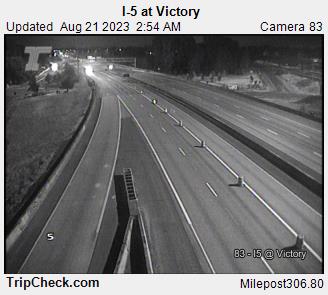 I-5 at Victory
Updated Aug 21 2023 2:54 AM
Camera 83
T
S
83 - I5 @ Victory
TripCheck.com
Milepost306.80